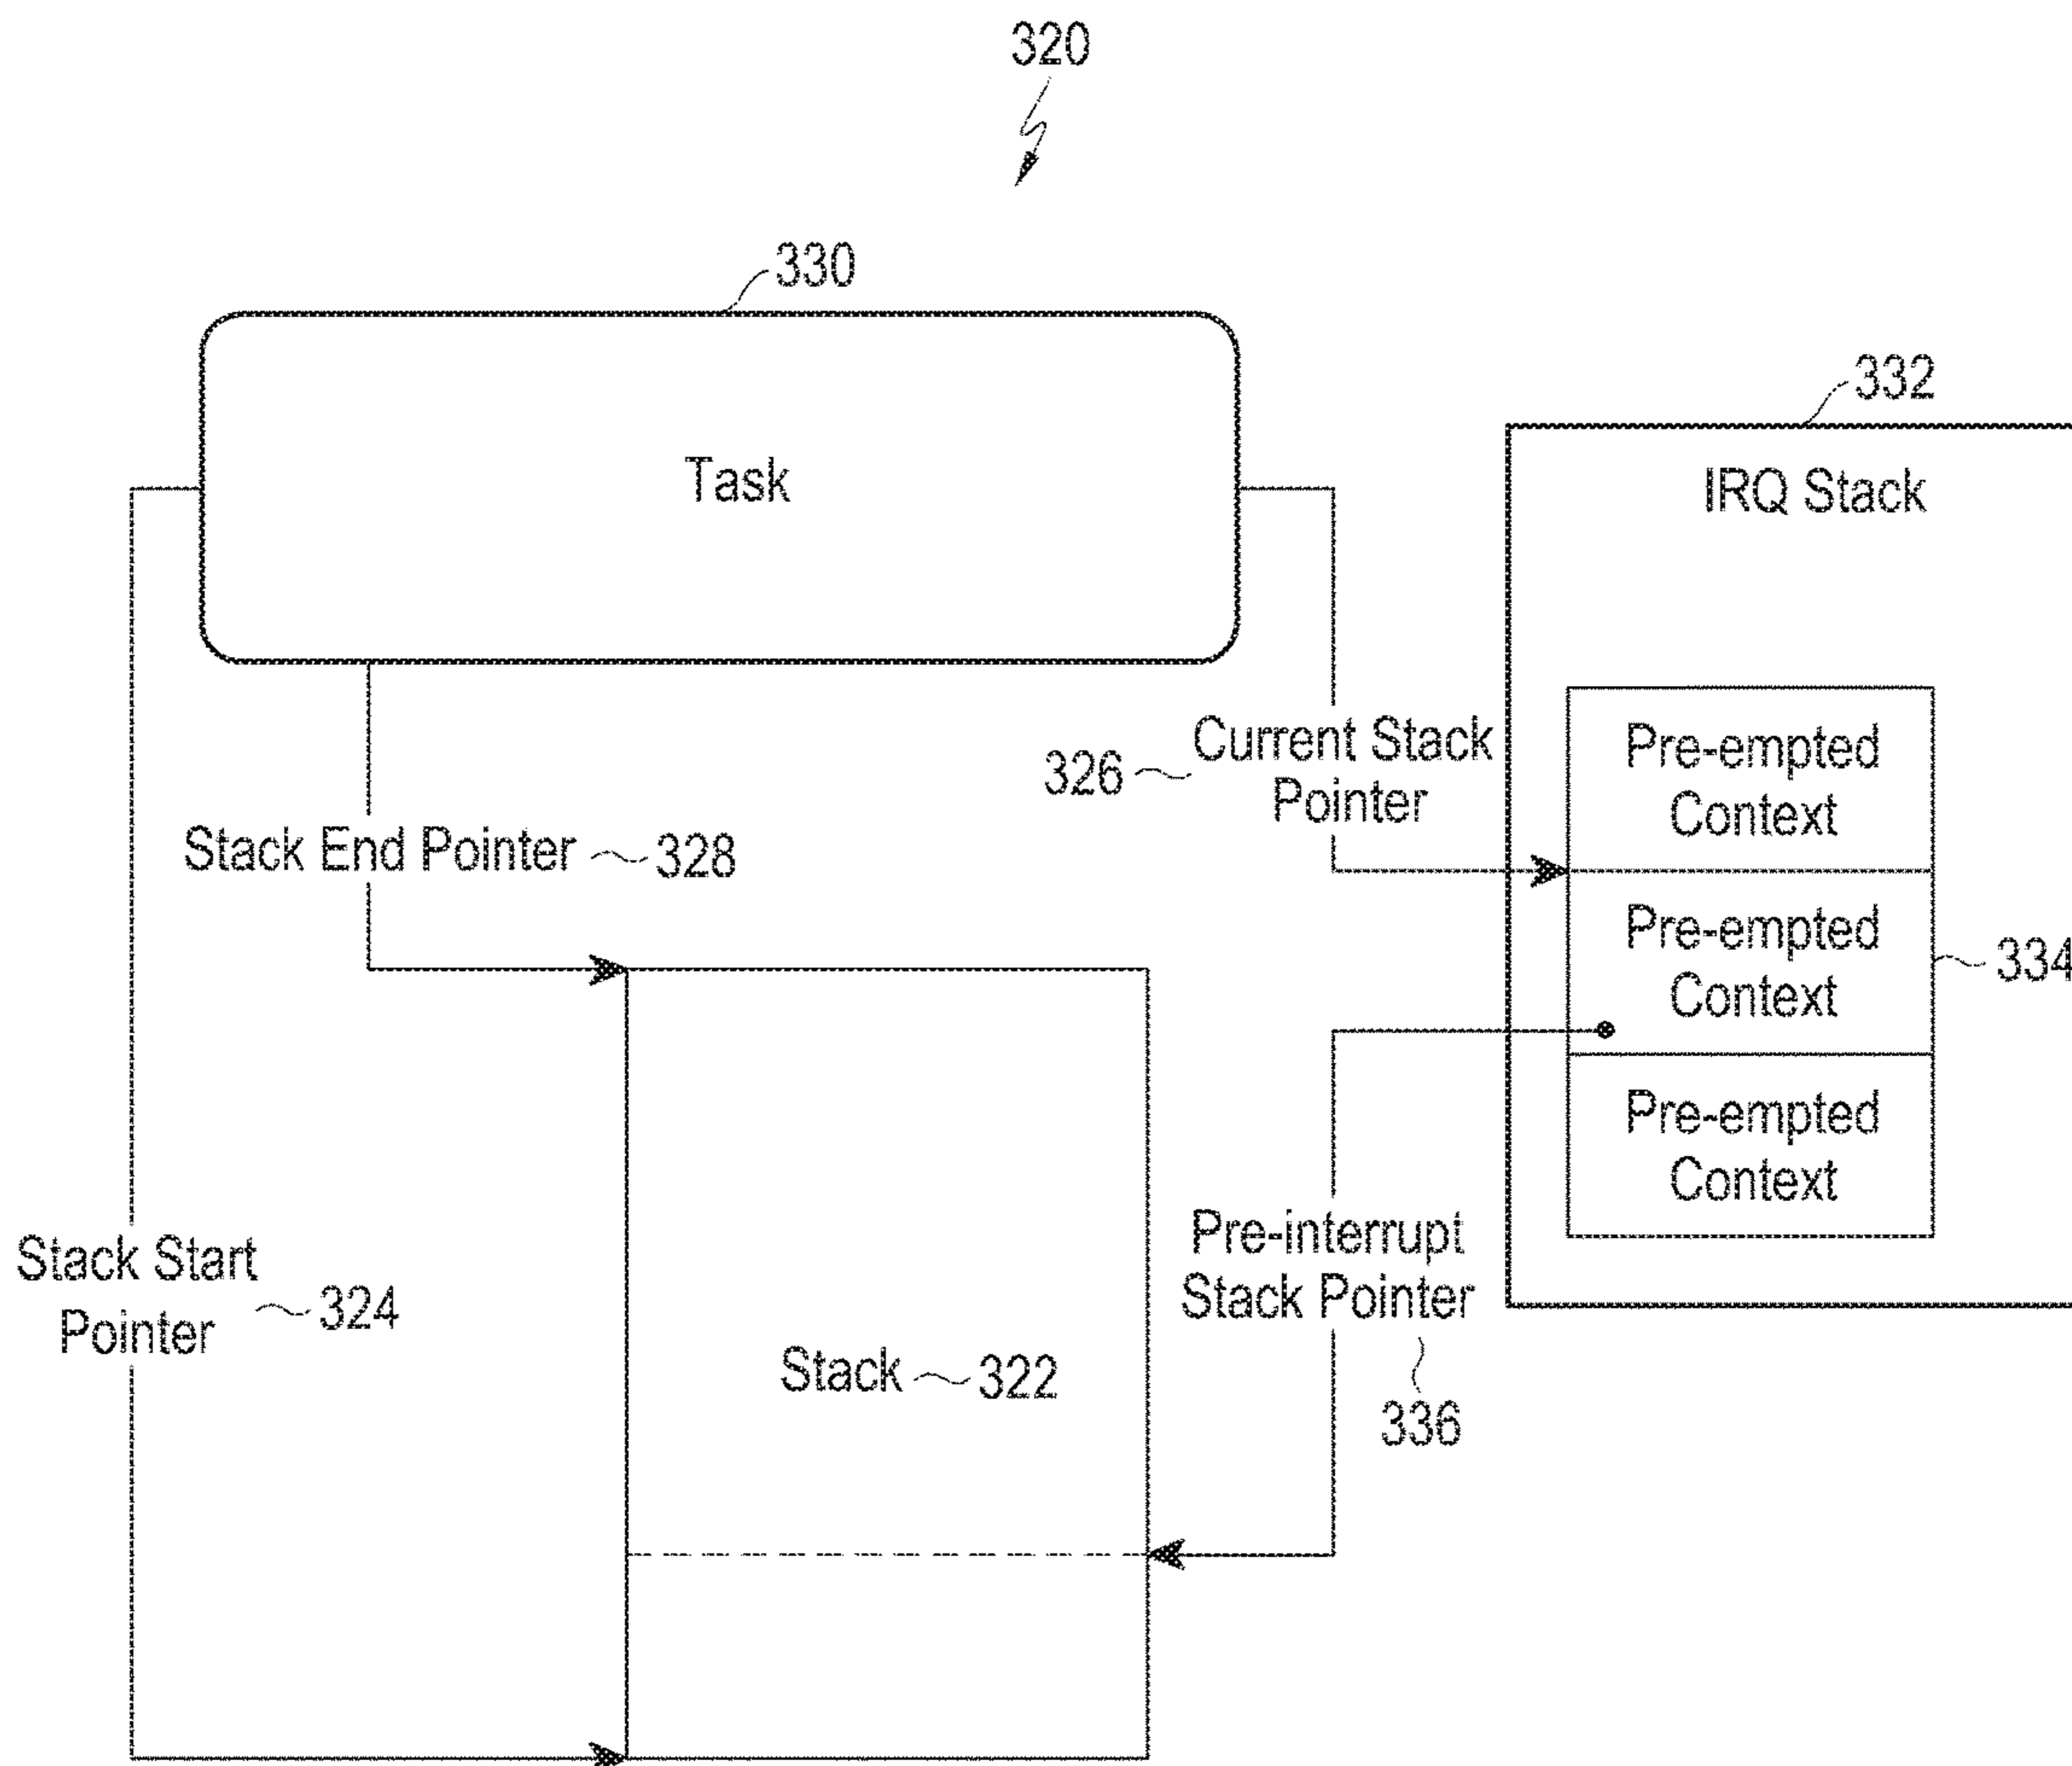 320
330
Task
332
IRQ Stack
Current Stack
Pointer
326
Pre-empted
Context
Stack End Pointer
328
Pre-empted
Context
334
Pre-empted
Context
Stack Start
Pointer
324
Pre-interrupt
Stack Pointer
336
Stack
322